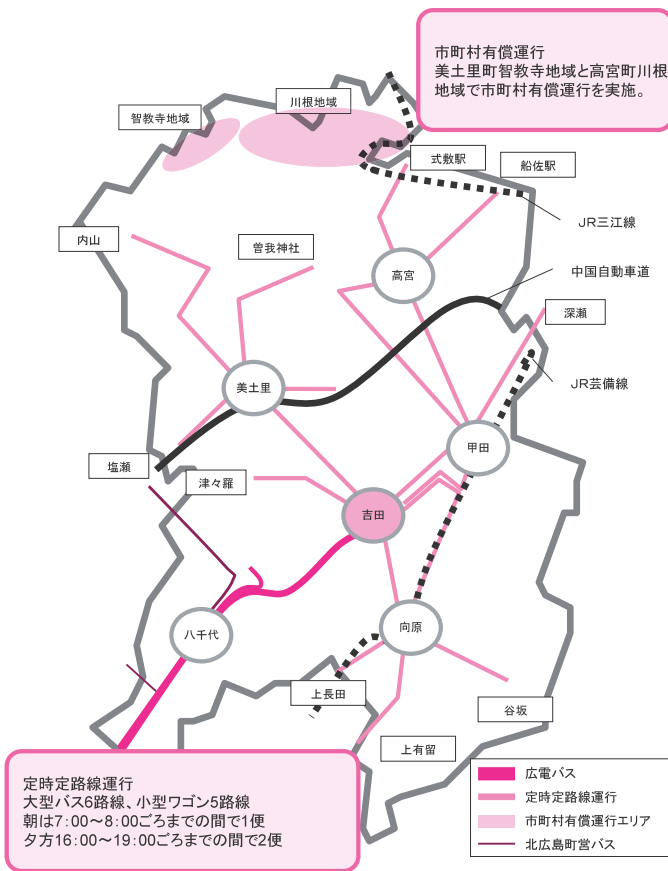 市町村有償運行
美土里町智教寺地域と高宮町川根
地域で市町村有償運行を実施。
川根地域
智教寺地域
式敷駅
船佐駅
JR三江線
内山
曽我神社
高宮
中国自動車道
深瀬
美土里
JR芸備線
甲田
塩瀬
津々羅
吉田
八千代
向原
上長田
谷坂
上有留
定時定路線運行
大型バス6路線、小型ワゴン5路線
朝は7:00〜8:00ごろまでの間で1便
夕方16:00〜19:00ごろまでの間で2便
広電バス
定時定路線運行
市町村有償運行エリア
北広島町営バス